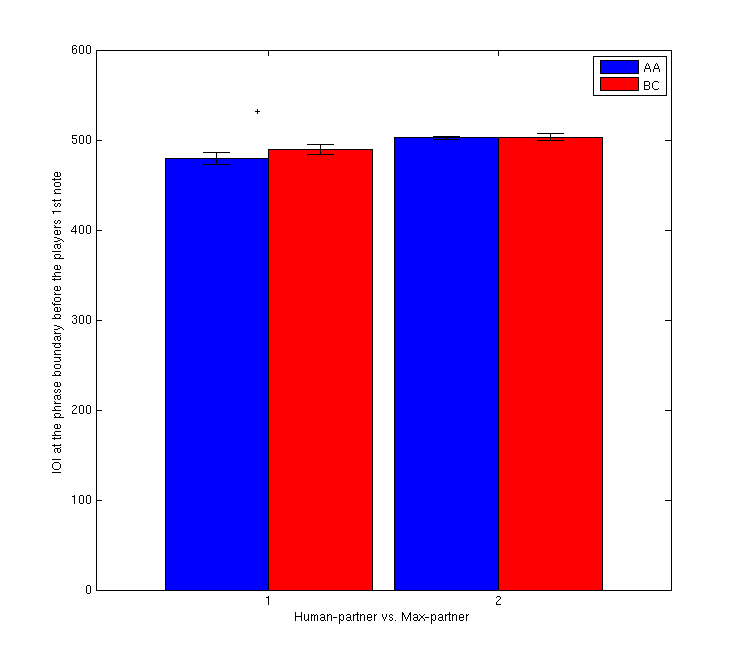 600
500
400
300
200
100
0
IOI at the phrase boundary before the players 1st note
AA
BC
1
2
Human-partner vs. Max-partner